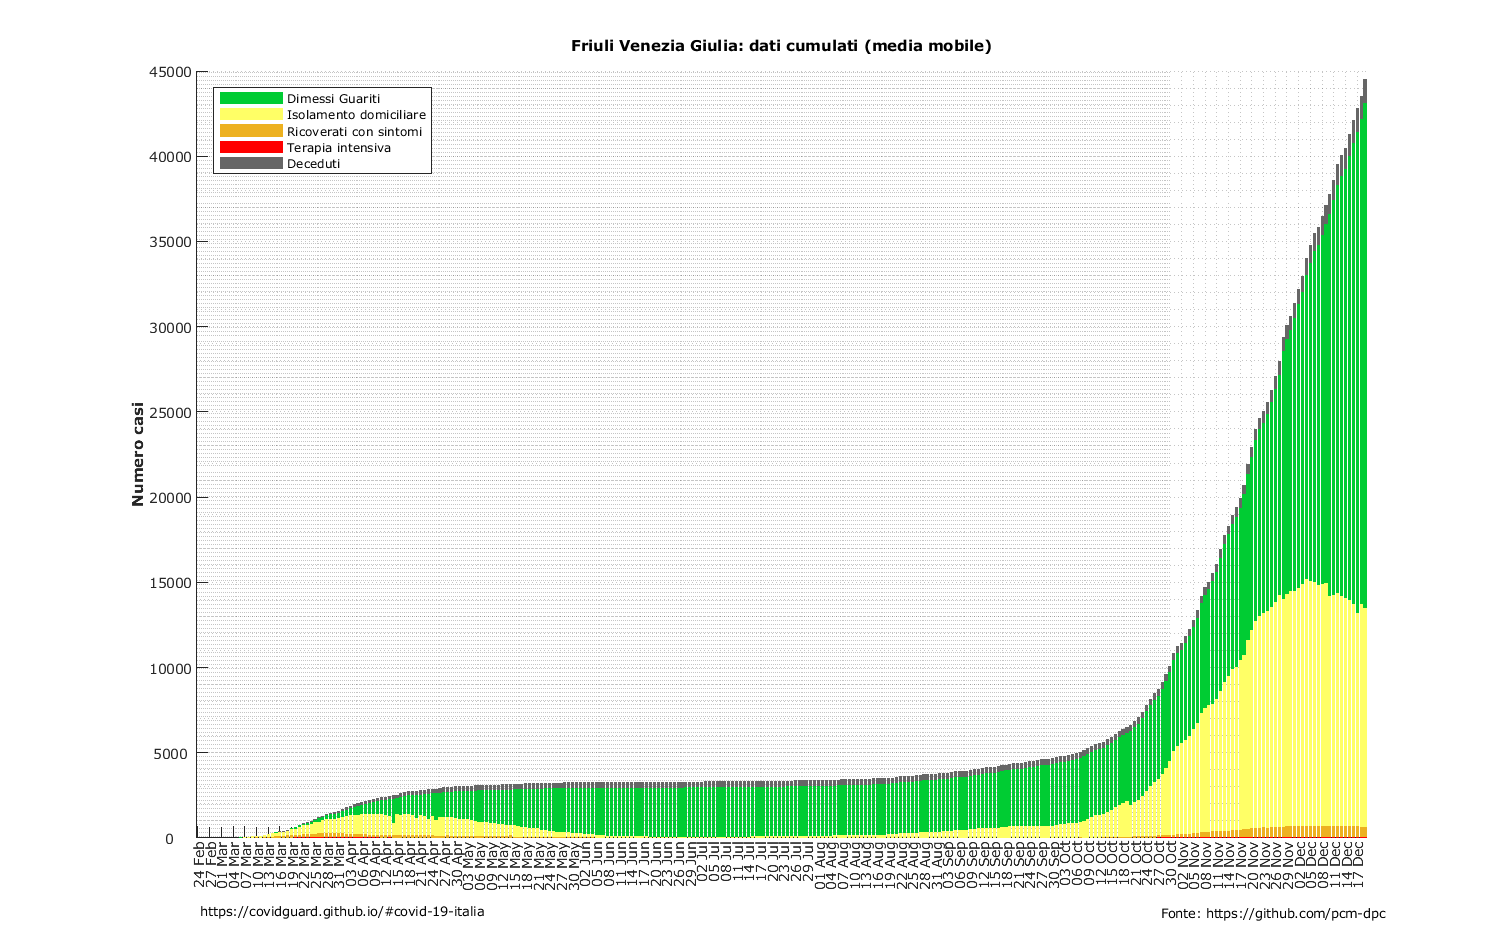 Friuli Venezia Giulia: dati cumulati (media mobile)
Dimessi Guariti
Isolamento domiciliare
Ricoverati con sintomi
Terapia intensiva
Deceduti
Numero casi
45000
40000
35000
30000
25000
20000
15000
10000
5000
0
24 Feb
27 Feb
01 Mar
04 Mar
07 Mar
10 Mar
13 Mar
16 Mar
19 Mar
22 Mar
25 Mar
28 Mar
31 Mar
03 Apr
06 Apr
09 Apr
12 Apr
15 Apr
18 Apr
21 Apr
24 Apr
27 Apr
30 Apr
03 May
06 May
09 May
12 May
15 May
18 May
21 May
24 May
27 May
30 May
02 Jun
05 Jun
08 Jun
11 Jun
14 Jun
17 Jun
20 Jun
23 Jun
26 Jun
29 Jun
02 Jul
05 Jul
08 Jul
11 Jul
14 Jul
17 Jul
20 Jul
23 Jul
26 Jul
29 Jul
01 Aug
04 Aug
07 Aug
10 Aug
13 Aug
16 Aug
19 Aug
22 Aug
25 Aug
28 Aug
31 Aug
03 Sep
06 Sep
09 Sep
12 Sep
15 Sep
18 Sep
21 Sep
24 Sep
27 Sep
30 Sep
03 Oct
06 Oct
09 Oct
12 Oct
15 Oct
18 Oct
21 Oct
24 Oct
27 Oct
30 Oct
02 Nov
05 Nov
08 Nov
11 Nov
14 Nov
17 Nov
20 Nov
23 Nov
26 Nov
29 Nov
02 Dec
05 Dec
08 Dec
11 Dec
14 Dec
17 Dec
https://covidguard.github.io/#covid-19-italia
Fonte: https://github.com/pcm-dpc